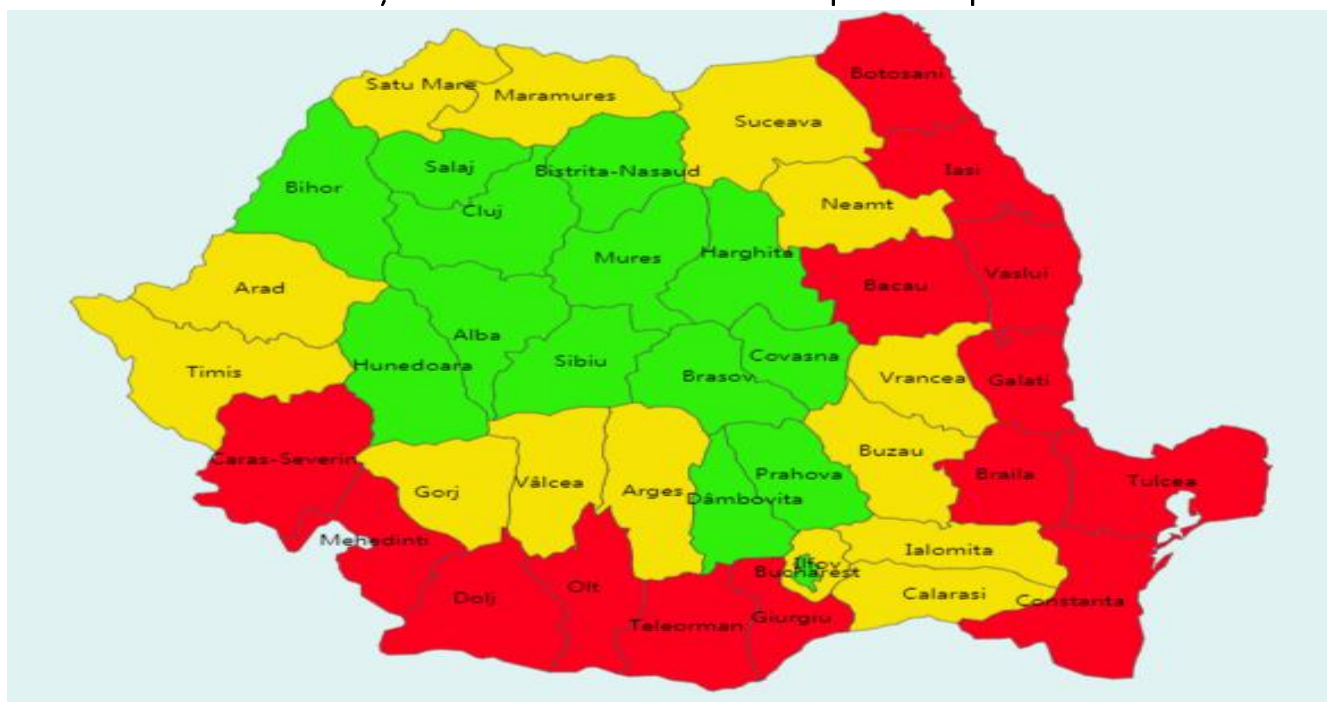 Botosani
Satu Mare
Maramures
Suceava
Salaj
Bistrita-Nasaud
Iasi
Bihor
Neamt
Cluj
Mures
Harghita
Vaslui
Arad
Bacau
Alba
Hunedoara
Sibiu
Covasna
Timis
Brasov
Vrancea
Galati
Caras-Severin
Buzau
Prahova
Braila
Tulcea
Gorj
Vâlcea
Arges
Dâmbovita
Mehedinti
Ialomita
Ilfov
Bucharest
Olt
Dolj
Calarasi
Constanta
Teleorman
Giurgiu